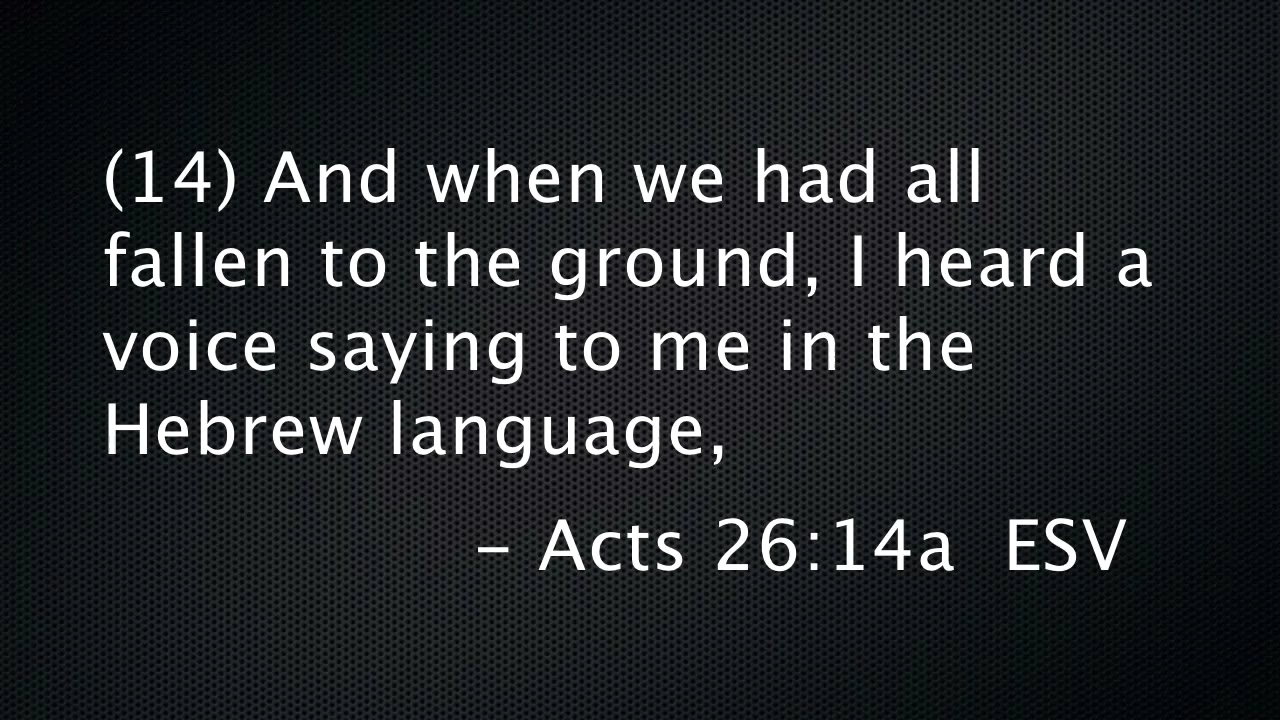 (14) And when we had all
fallen to the ground, I heard a
voice saying to me in the
Hebrew language,
– Acts 26:14a  ESV